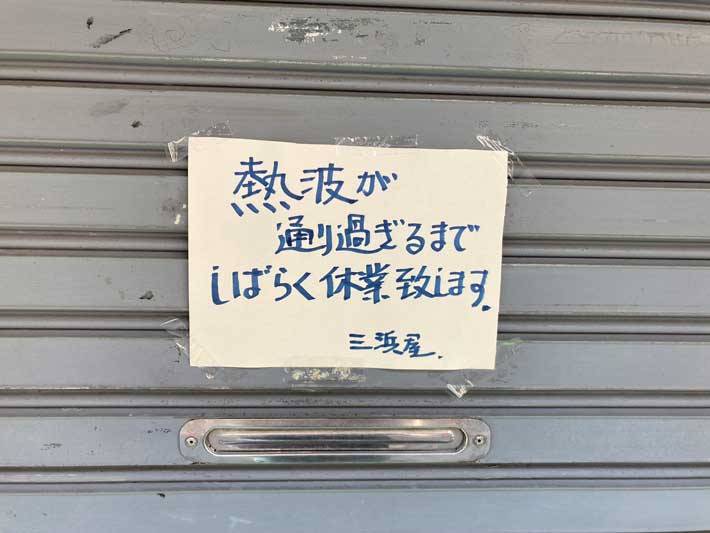 熱波が
通り過ぎるまで
しばらく休業致します.
三浜屋.